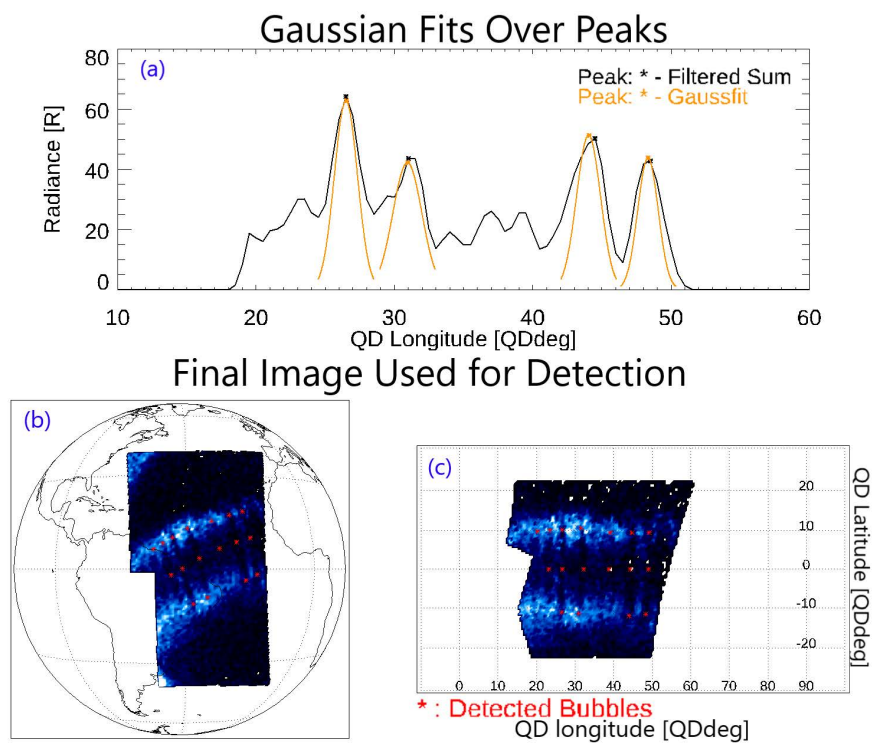 Gaussian Fits Over Peaks
(a)
Peak: * - Filtered Sum
Peak: * - Gaussfit
80
60
40
20
0
Radiance [R]
10 20 30 40 50 60
QD Longitude [QDdeg]
Final Image Used for Detection
(b)
(c)
20
10
0
-10
-20
QD Latitude [QDdeg]
0 10 20 30 40 50 60 70 80 90
* : Detected Bubbles
QD longitude [QDdeg]